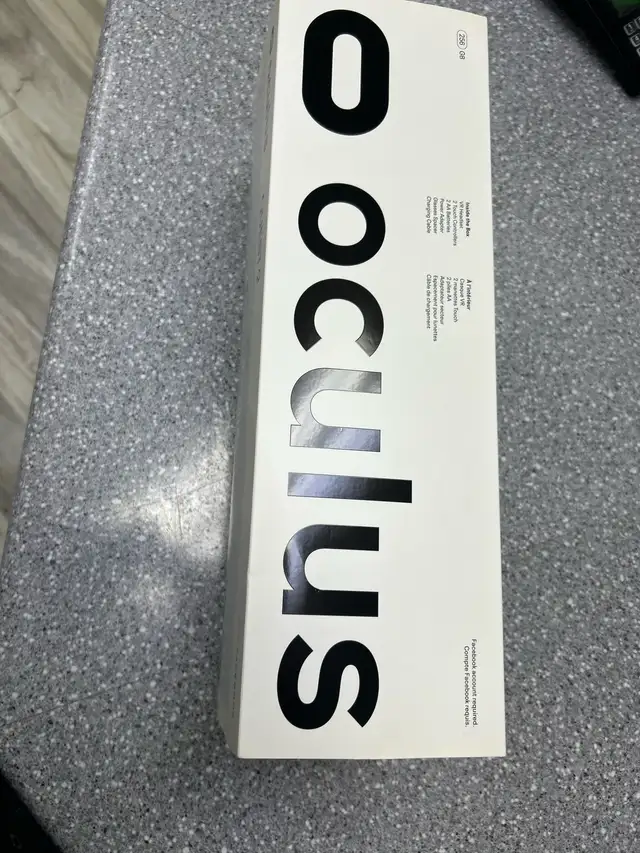 oculus
256 GB
Inside the Box
VR Headset
2 Touch Controllers
2 AA Batteries
Power Adapter
Glasses Spacer
Charging Cable
À l'intérieur
Casque VR
2 manettes Touch
2 piles AA
Adaptateur secteur
Espacement pour lunettes
Câble de chargement
Facebook account required.
Compte Facebook requis.